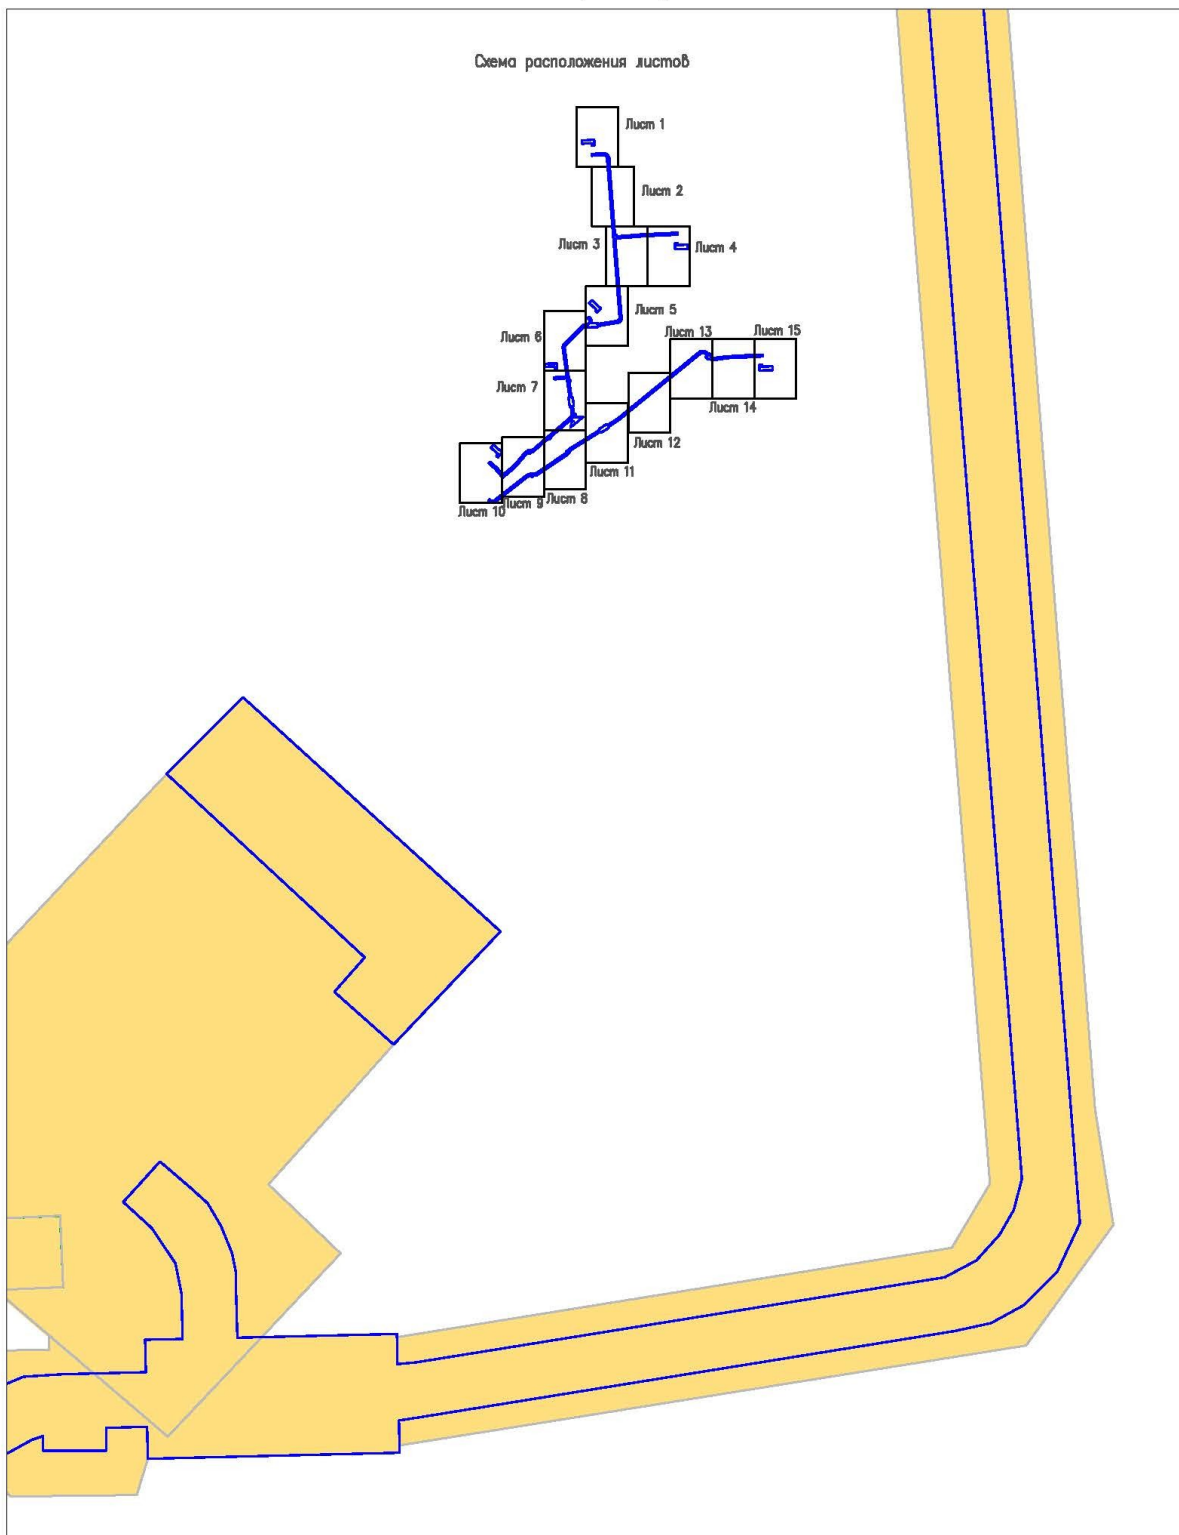 Схема расположения листов
Лист 1
Лист 2
Лист 3
Лист 4
Лист 5
Лист 6
Лист 13
Лист 15
Лист 7
Лист 14
Лист 12
Лист 11
Лист 10
Лист 9
Лист 8